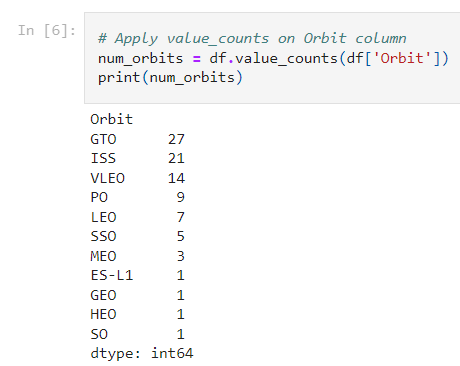 In [6]:
# Apply value_counts on Orbit column
num_orbits = df.value_counts(df['Orbit'])
print(num_orbits)
Orbit
GTO      27
ISS      21
VLEO     14
PO        9
LEO       7
SSO       5
MEO       3
ES-L1     1
GEO       1
HEO       1
SO        1
dtype: int64